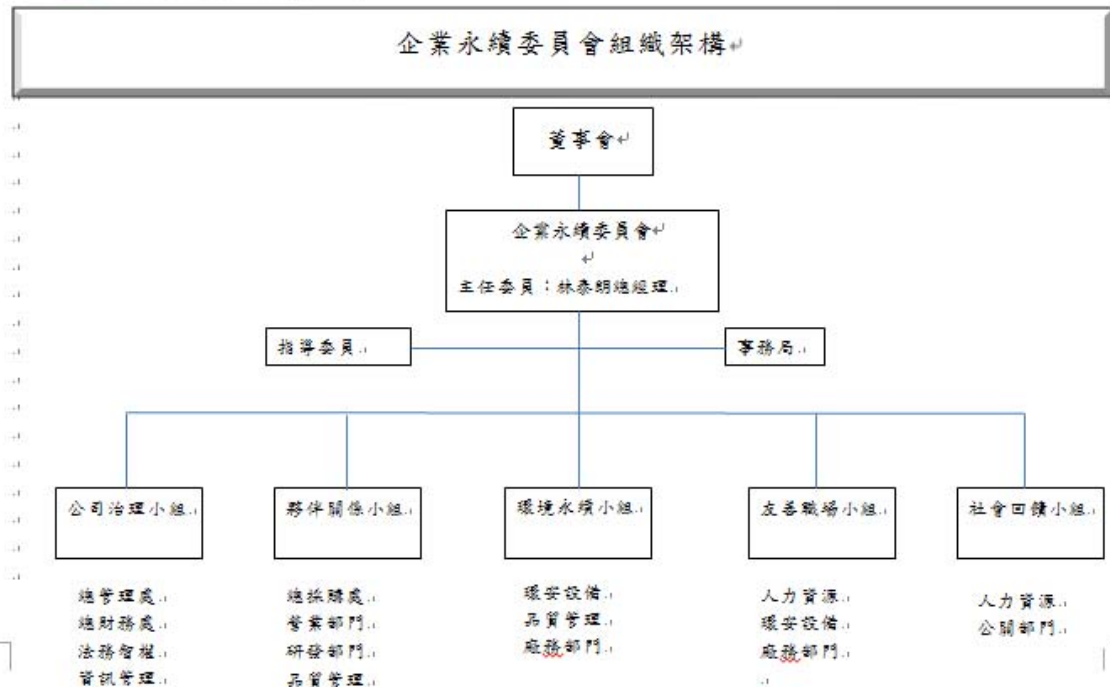 企業永續委員會組織架構
董事會
企業永續委員會
主任委員：林泰朗總經理
指導委員
事務局
公司治理小組
夥伴關係小組
環境永續小組
友善職場小組
社會回饋小組
總管理處
總財務處
法務智權
資訊管理
總採購處
營業部門
研發部門
品質管理
環安設備
品質管理
廠務部門
人力資源
環安設備
廠務部門
人力資源
公關部門